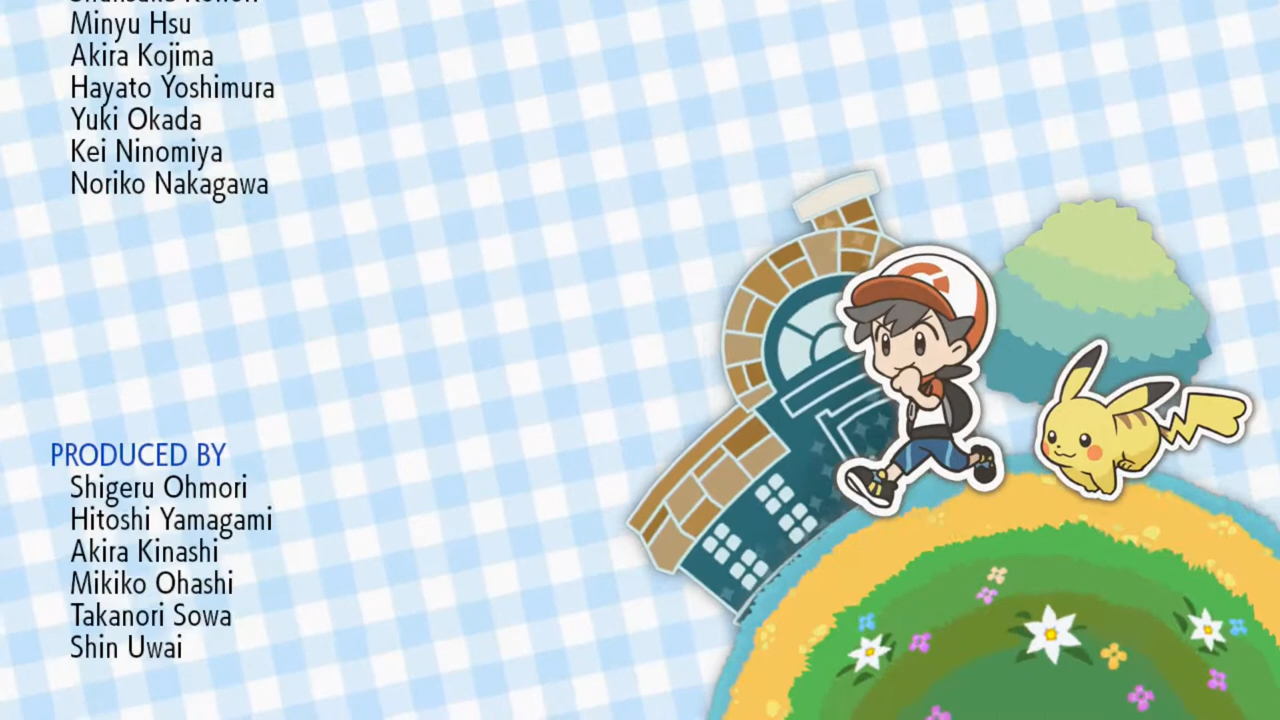 Minyu Hsu
Akira Kojima
Hayato Yoshimura
Yuki Okada
Kei Ninomiya
Noriko Nakagawa
PRODUCED BY
Shigeru Ohmori
Hitoshi Yamagami
Akira Kinashi
Mikiko Ohashi
Takanori Sowa
Shin Uwai